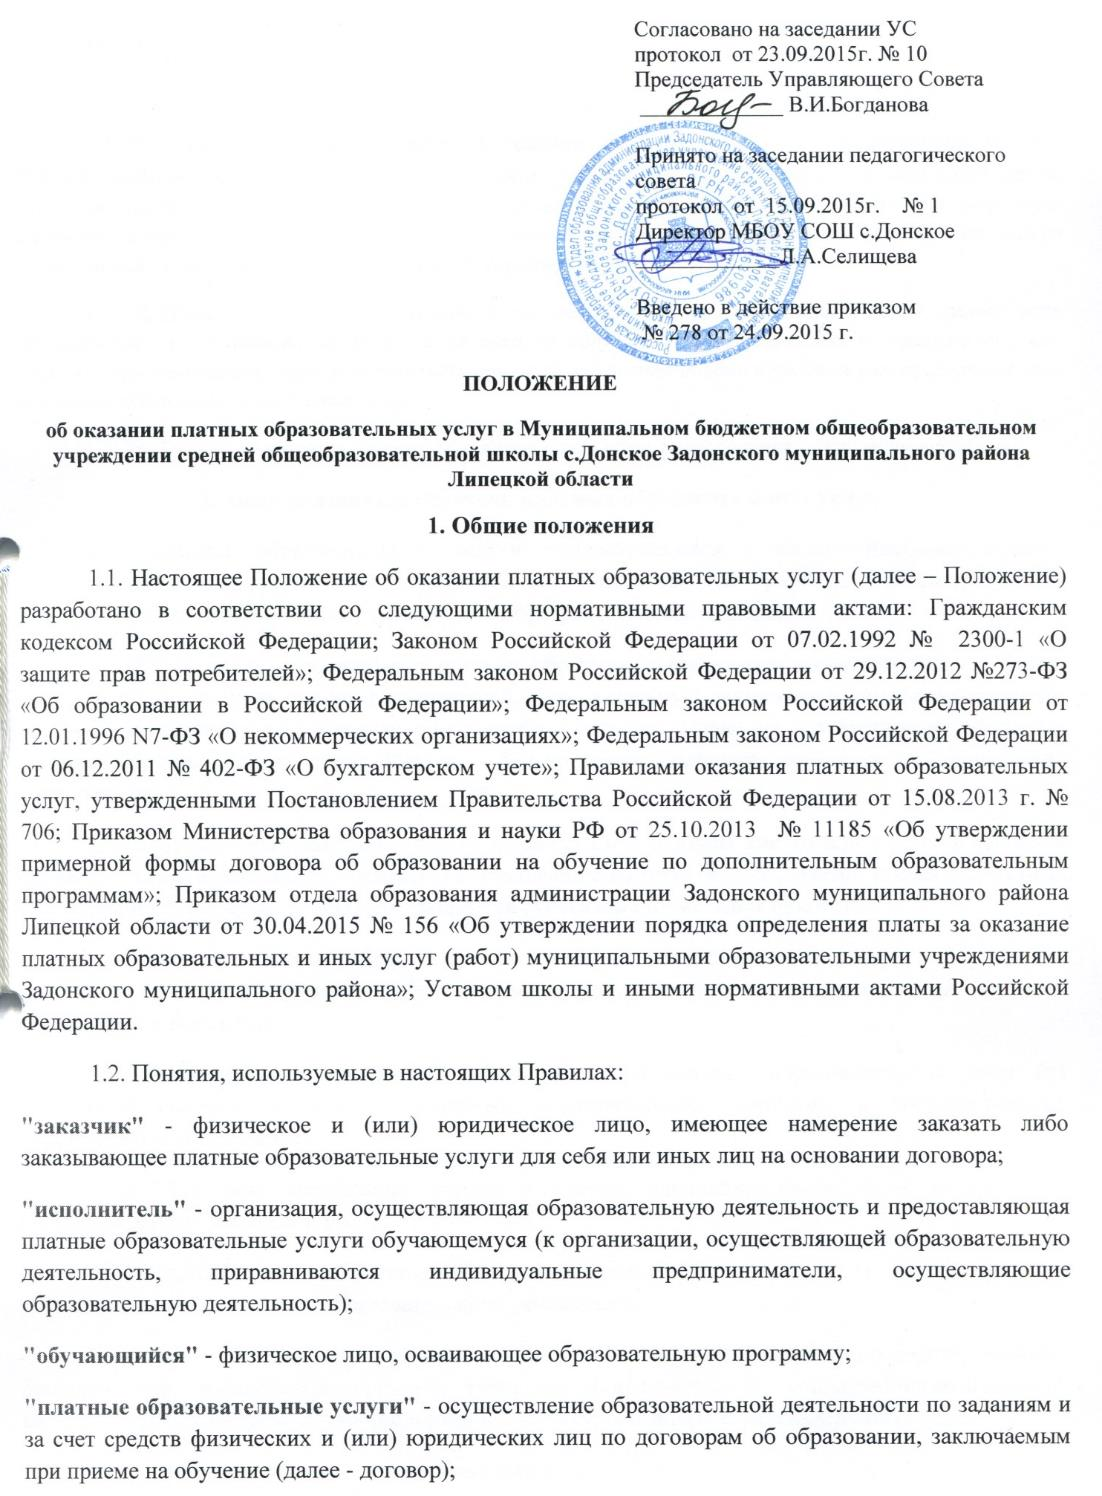 Согласовано на заседании УС
протокол от 23.09.2015г. № 10
Председатель Управляющего Совета
В.И.Богданова
Принято на заседании педагогического
совета
протокол от 15.09.2015г. № 1
Директор МБОУ СОШ с.Донское
Л.А.Селищева
Введено в действие приказом
№ 278 от 24.09.2015 г.
ПОЛОЖЕНИЕ
об оказании платных образовательных услуг в Муниципальном бюджетном общеобразовательном
учреждении средней общеобразовательной школы с.Донское Задонского муниципального района
Липецкой области
1. Общие положения
1.1. Настоящее Положение об оказании платных образовательных услуг (далее – Положение)
разработано в соответствии со следующими нормативными правовыми актами: Гражданским
кодексом Российской Федерации; Законом Российской Федерации от 07.02.1992 № 2300-1 «О
защите прав потребителей»; Федеральным законом Российской Федерации от 29.12.2012 №273-ФЗ
«Об образовании в Российской Федерации»; Федеральным законом Российской Федерации от
12.01.1996 N7-ФЗ «О некоммерческих организациях»; Федеральным законом Российской Федерации
от 06.12.2011 № 402-ФЗ «О бухгалтерском учете»; Правилами оказания платных образовательных
услуг, утвержденными Постановлением Правительства Российской Федерации от 15.08.2013 г. №
706; Приказом Министерства образования и науки РФ от 25.10.2013 № 11185 «Об утверждении
примерной формы договора об образовании на обучение по дополнительным образовательным
программам»; Приказом отдела образования администрации Задонского муниципального района
Липецкой области от 30.04.2015 № 156 «Об утверждении порядка определения платы за оказание
платных образовательных и иных услуг (работ) муниципальными образовательными учреждениями
Задонского муниципального района»; Уставом школы и иными нормативными актами Российской
Федерации.
1.2. Понятия, используемые в настоящих Правилах:
"заказчик" - физическое и (или) юридическое лицо, имеющее намерение заказать либо
заказывающее платные образовательные услуги для себя или иных лиц на основании договора;
"исполнитель" - организация, осуществляющая образовательную деятельность и предоставляющая
платные образовательные услуги обучающемуся (к организации, осуществляющей образовательную
деятельность, приравниваются индивидуальные предприниматели, осуществляющие
образовательную деятельность);
"обучающийся" - физическое лицо, осваивающее образовательную программу;
"платные образовательные услуги" - осуществление образовательной деятельности по заданиям и
за счет средств физических и (или) юридических лиц по договорам об образовании, заключаемым
при приеме на обучение (далее - договор);